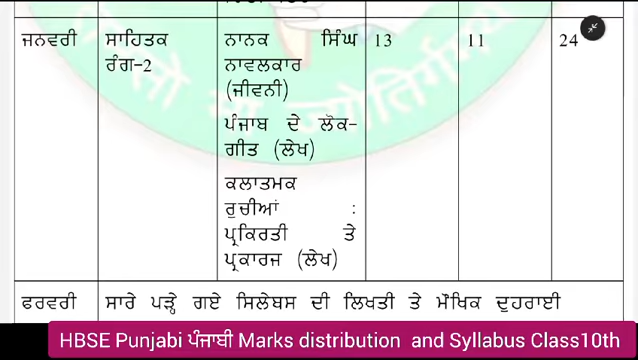 ਜਨਵਰੀ ਸਾਹਿਤਕ ਨਾਨਕ ਸਿੰਘ 13 11 24
ਰੰਗ-2 ਨਾਵਲਕਾਰ
(ਜੀਵਨੀ)
ਪੰਜਾਬ ਦੇ ਲੋਕ-
ਗੀਤ (ਲੇਖ)
ਕਲਾਤਮਕ
ਰੁਚੀਆਂ :
ਪ੍ਰਕਿਰਤੀ ਤੇ
ਪ੍ਰਕਾਰਜ (ਲੇਖ)
ਫਰਵਰੀ ਸਾਰੇ ਪੜ੍ਹੇ ਗਏ ਸਿਲੇਬਸ ਦੀ ਲਿਖਤੀ ਤੇ ਮੌਖਿਕ ਦੁਹਰਾਈ
HBSE Punjabi ਪੰਜਾਬੀ Marks distribution and Syllabus Class10th